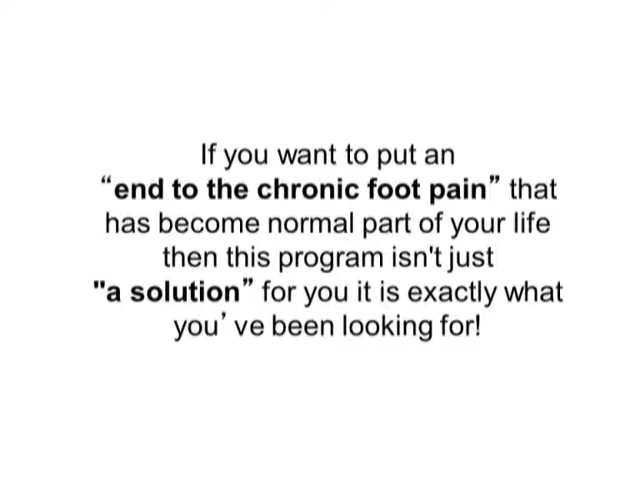 If you want to put an
“end to the chronic foot pain” that
has become normal part of your life
then this program isn't just
"a solution” for you it is exactly what
you’ve been looking for!